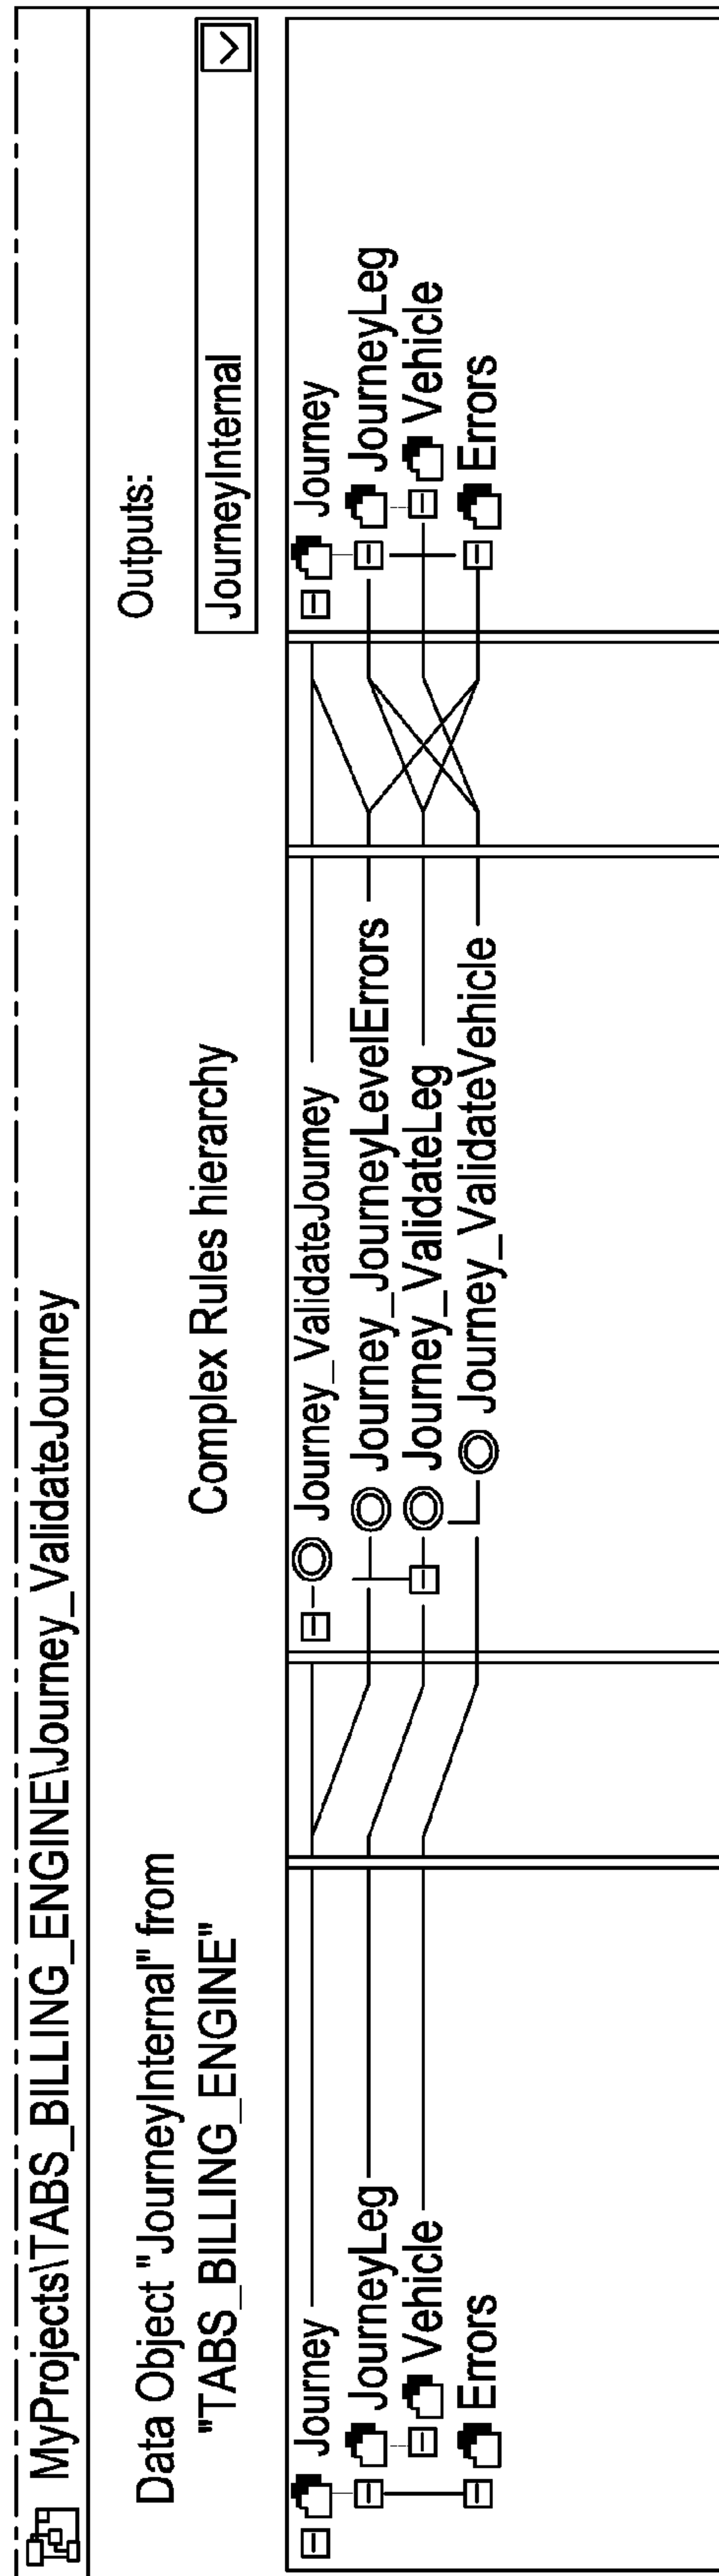 MyProjects\TABS_BILLING_ENGINE\Journey_ValidateJourney
Data Object "JourneyInternal" from
"TABS_BILLING_ENGINE"
Complex Rules hierarchy
Outputs:
JourneyInternal
Journey
JourneyLeg
Vehicle
Errors
Journey_ValidateJourney
Journey_JourneyLevelErrors
Journey_ValidateLeg
Journey_ValidateVehicle
Journey
JourneyLeg
Vehicle
Errors